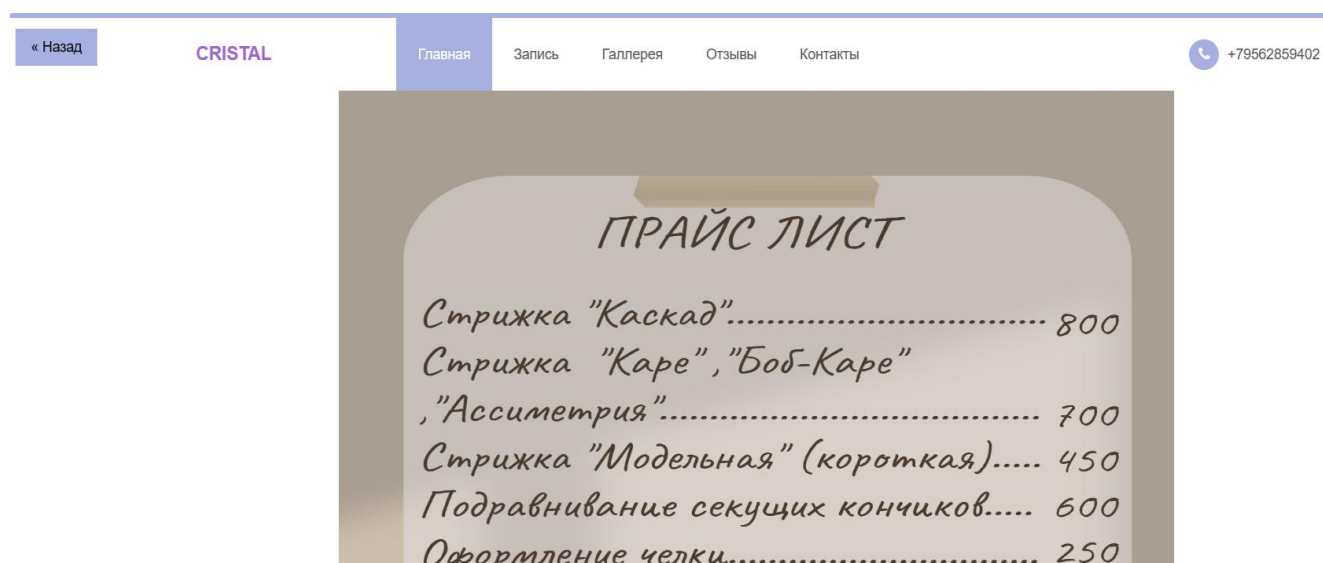 « Назад
CRISTAL
Главная Запись Галлерея Отзывы Контакты
+79562859402
ПРАЙС ЛИСТ
Стрижка "Каскад"................................ 800
Стрижка "Каре","Боб-Каре"
,"Ассиметрия"...................................... 700
Стрижка "Модельная" (короткая)..... 450
Подравнивание секущих кончиков..... 600
Оформление челки............................... 250